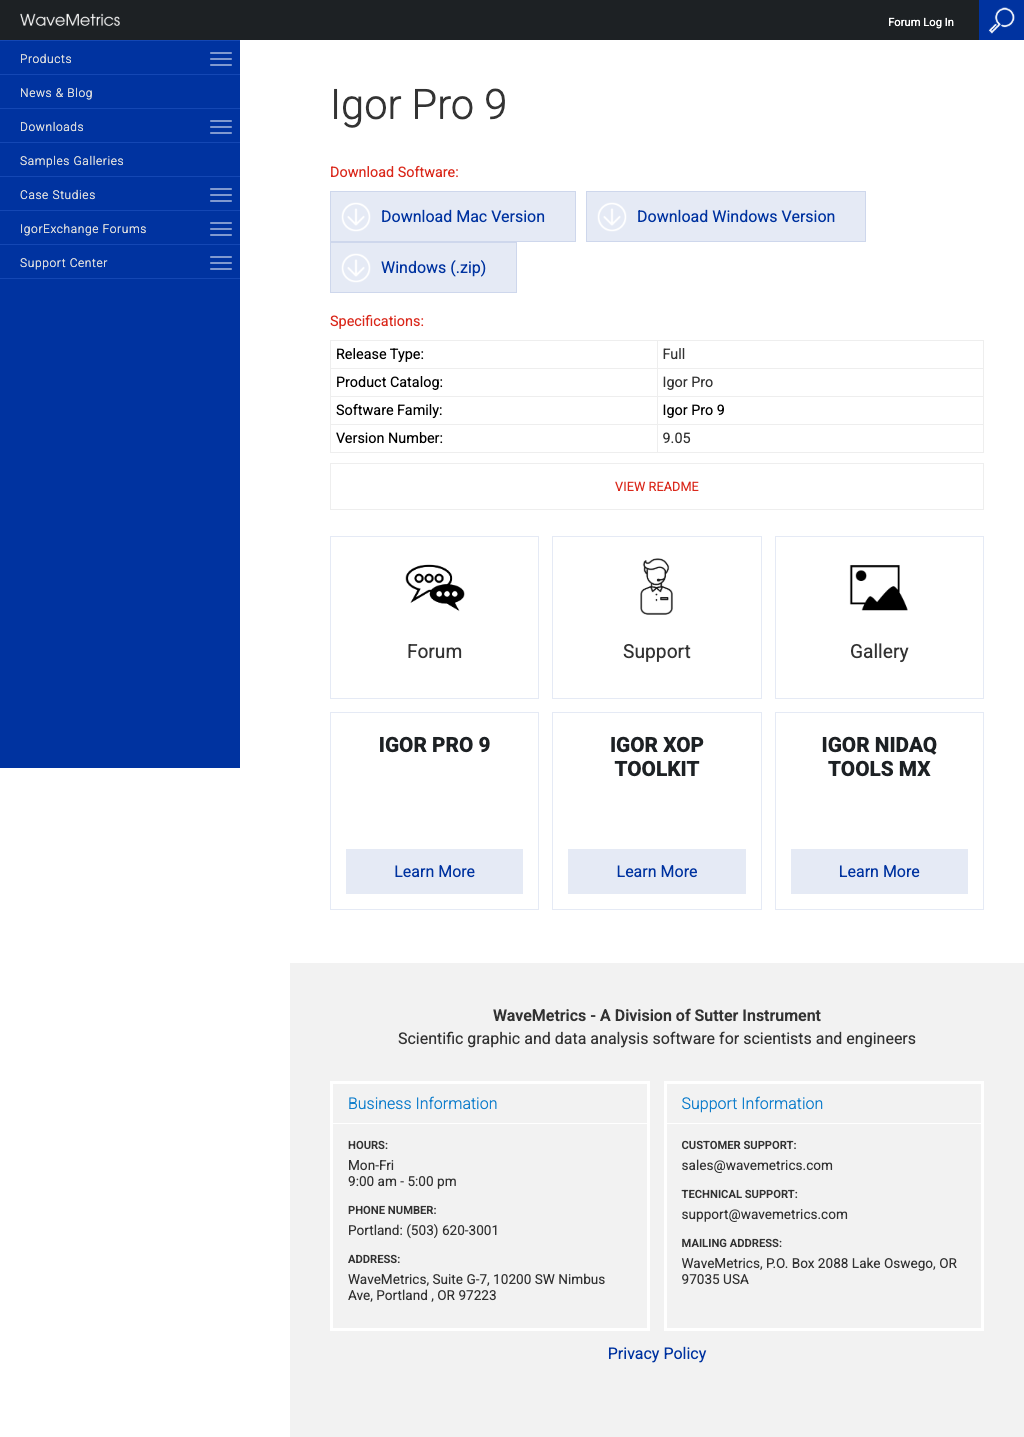 WaveMetrics
Forum Log In
Products
News & Blog
Downloads
Samples Galleries
Case Studies
IgorExchange Forums
Support Center
Igor Pro 9
Download Software:
Download Mac Version
Download Windows Version
Windows (.zip)
Specifications:
Release Type: Full
Product Catalog: Igor Pro
Software Family: Igor Pro 9
Version Number: 9.05
VIEW README
Forum
Support
Gallery
IGOR PRO 9
Learn More
IGOR XOP
TOOLKIT
Learn More
IGOR NIDAQ
TOOLS MX
Learn More
WaveMetrics - A Division of Sutter Instrument
Scientific graphic and data analysis software for scientists and engineers
Business Information
HOURS:
Mon-Fri
9:00 am - 5:00 pm
PHONE NUMBER:
Portland: (503) 620-3001
ADDRESS:
WaveMetrics, Suite G-7, 10200 SW Nimbus
Ave, Portland , OR 97223
Support Information
CUSTOMER SUPPORT:
sales@wavemetrics.com
TECHNICAL SUPPORT:
support@wavemetrics.com
MAILING ADDRESS:
WaveMetrics, P.O. Box 2088 Lake Oswego, OR
97035 USA
Privacy Policy